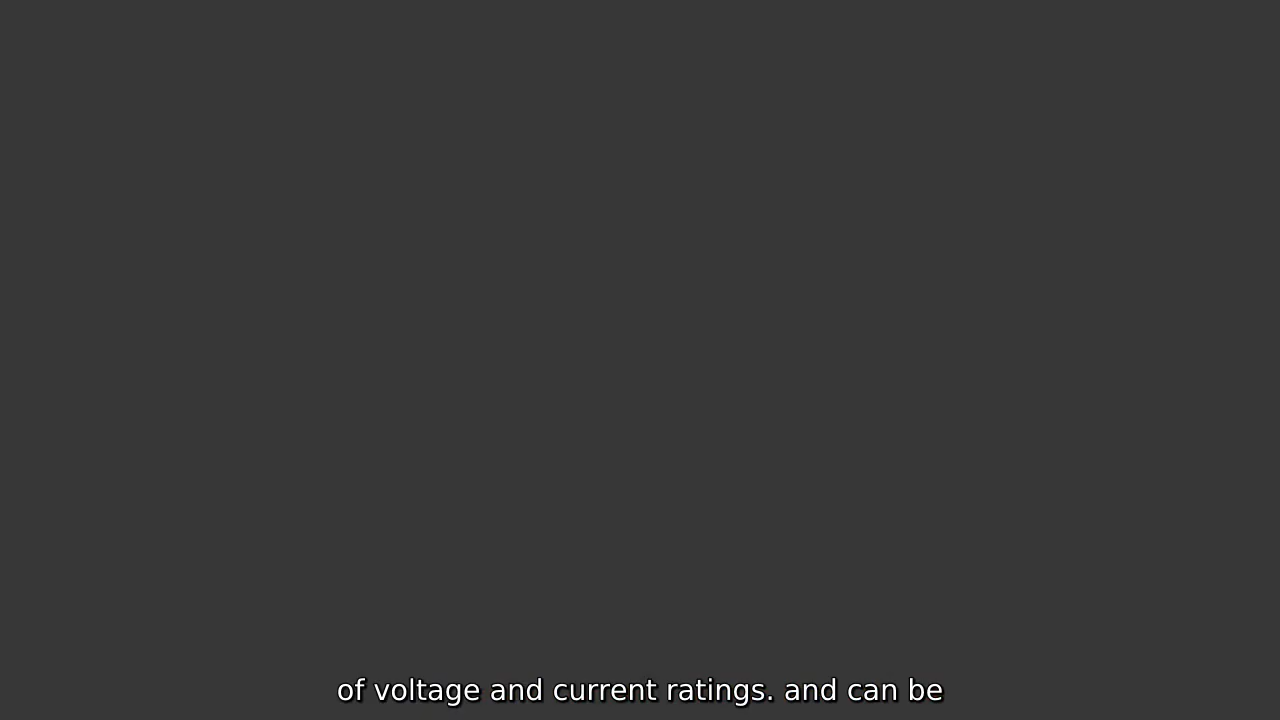 of voltage and current ratings. and can be